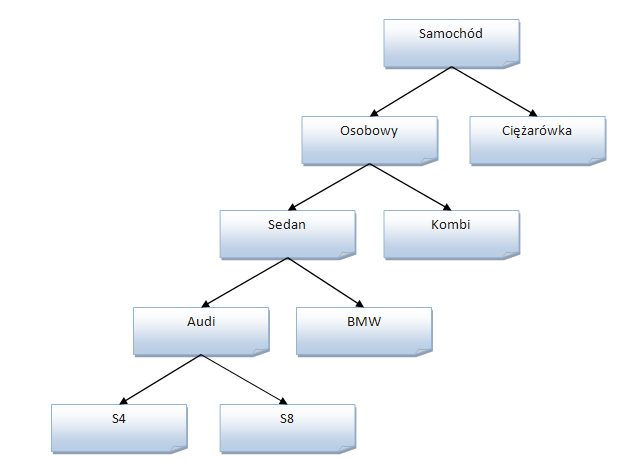 Samochód
Osobowy
Ciężarówka
Sedan
Kombi
Audi
BMW
S4
S8